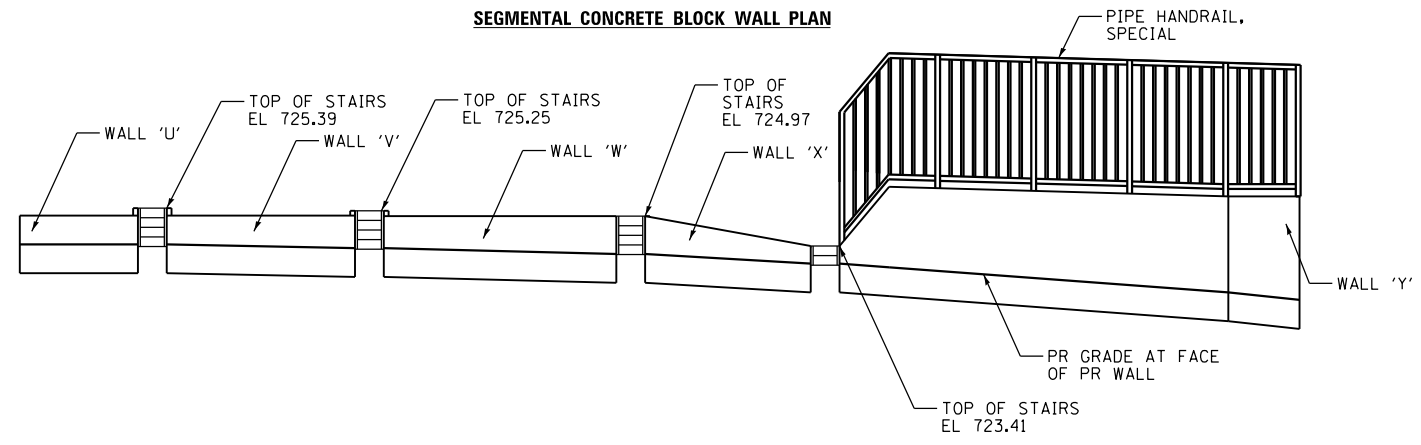 SEGMENTAL CONCRETE BLOCK WALL PLAN
PIPE HANDRAIL,
SPECIAL
TOP OF STAIRS
EL 725.39
TOP OF STAIRS
EL 725.25
TOP OF
STAIRS
EL 724.97
WALL 'U'
WALL 'V'
WALL 'W'
WALL 'X'
WALL 'Y'
PR GRADE AT FACE
OF PR WALL
TOP OF STAIRS
EL 723.41